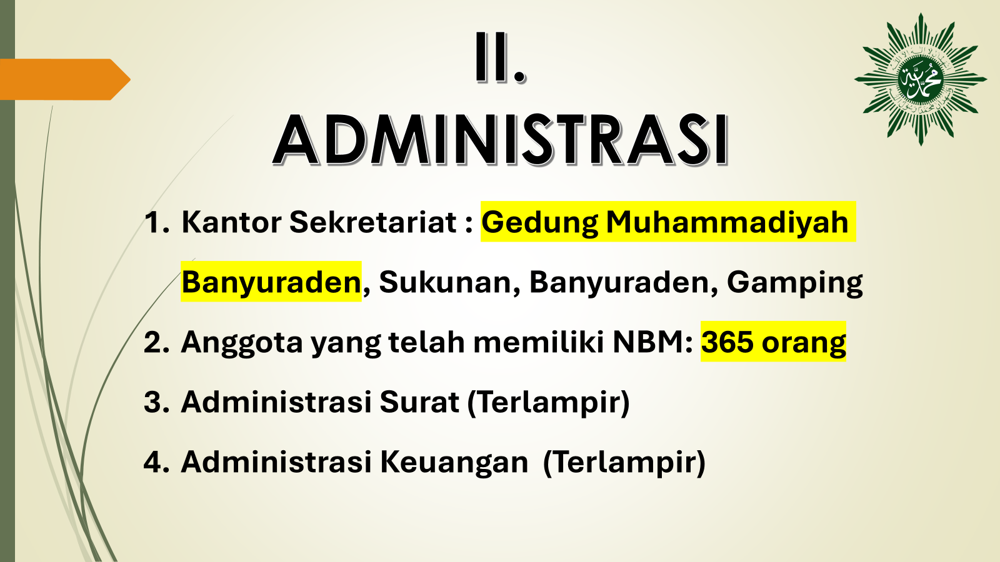 II.
ADMINISTRASI
محمدية
1. Kantor Sekretariat : Gedung Muhammadiyah
Banyuraden, Sukunan, Banyuraden, Gamping
2. Anggota yang telah memiliki NBM: 365 orang
3. Administrasi Surat (Terlampir)
4. Administrasi Keuangan  (Terlampir)